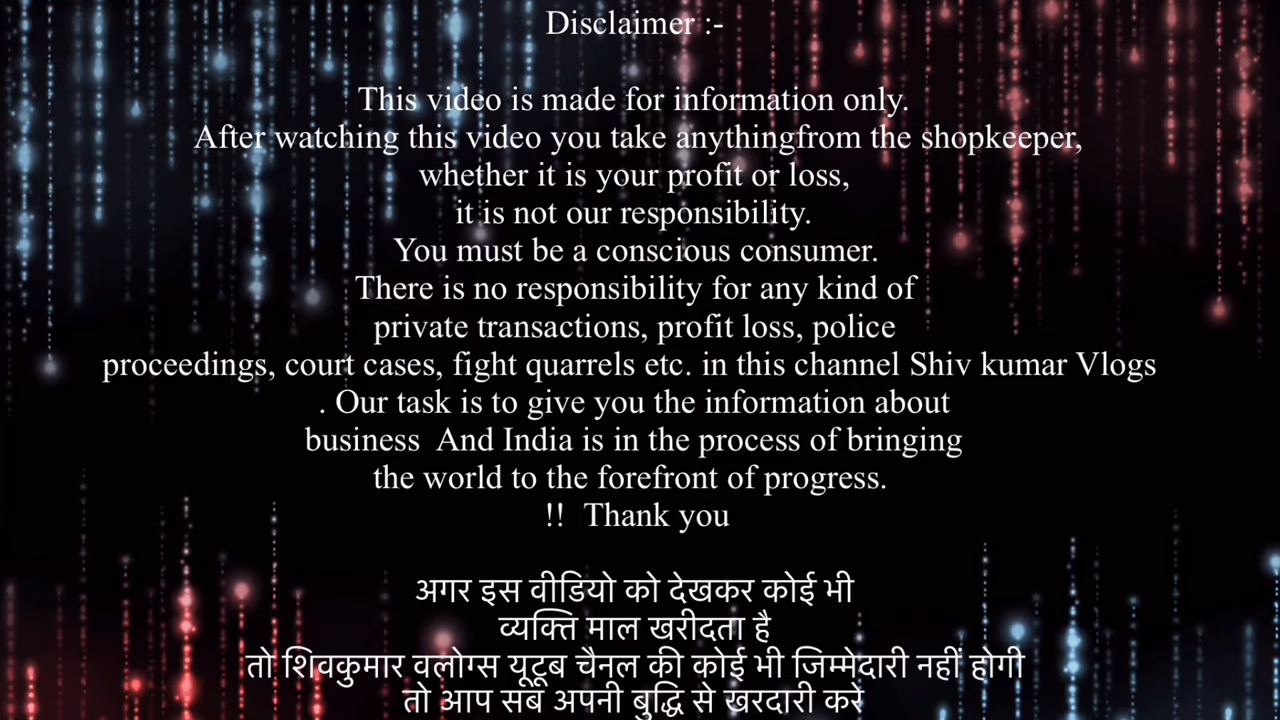 Disclaimer :-
This video is made for information only.
After watching this video you take anythingfrom the shopkeeper,
whether it is your profit or loss,
it is not our responsibility.
You must be a conscious consumer.
There is no responsibility for any kind of
private transactions, profit loss, police
proceedings, court cases, fight quarrels etc. in this channel Shiv kumar Vlogs
. Our task is to give you the information about
business  And India is in the process of bringing
the world to the forefront of progress.
!!  Thank you
अगर इस वीडियो को देखकर कोई भी
व्यक्ति माल खरीदता है
तो शिवकुमार वलोग्स यूटूब चैनल की कोई भी जिम्मेदारी नहीं होगी
तो आप सब अपनी बुद्धि से खरदारी करे